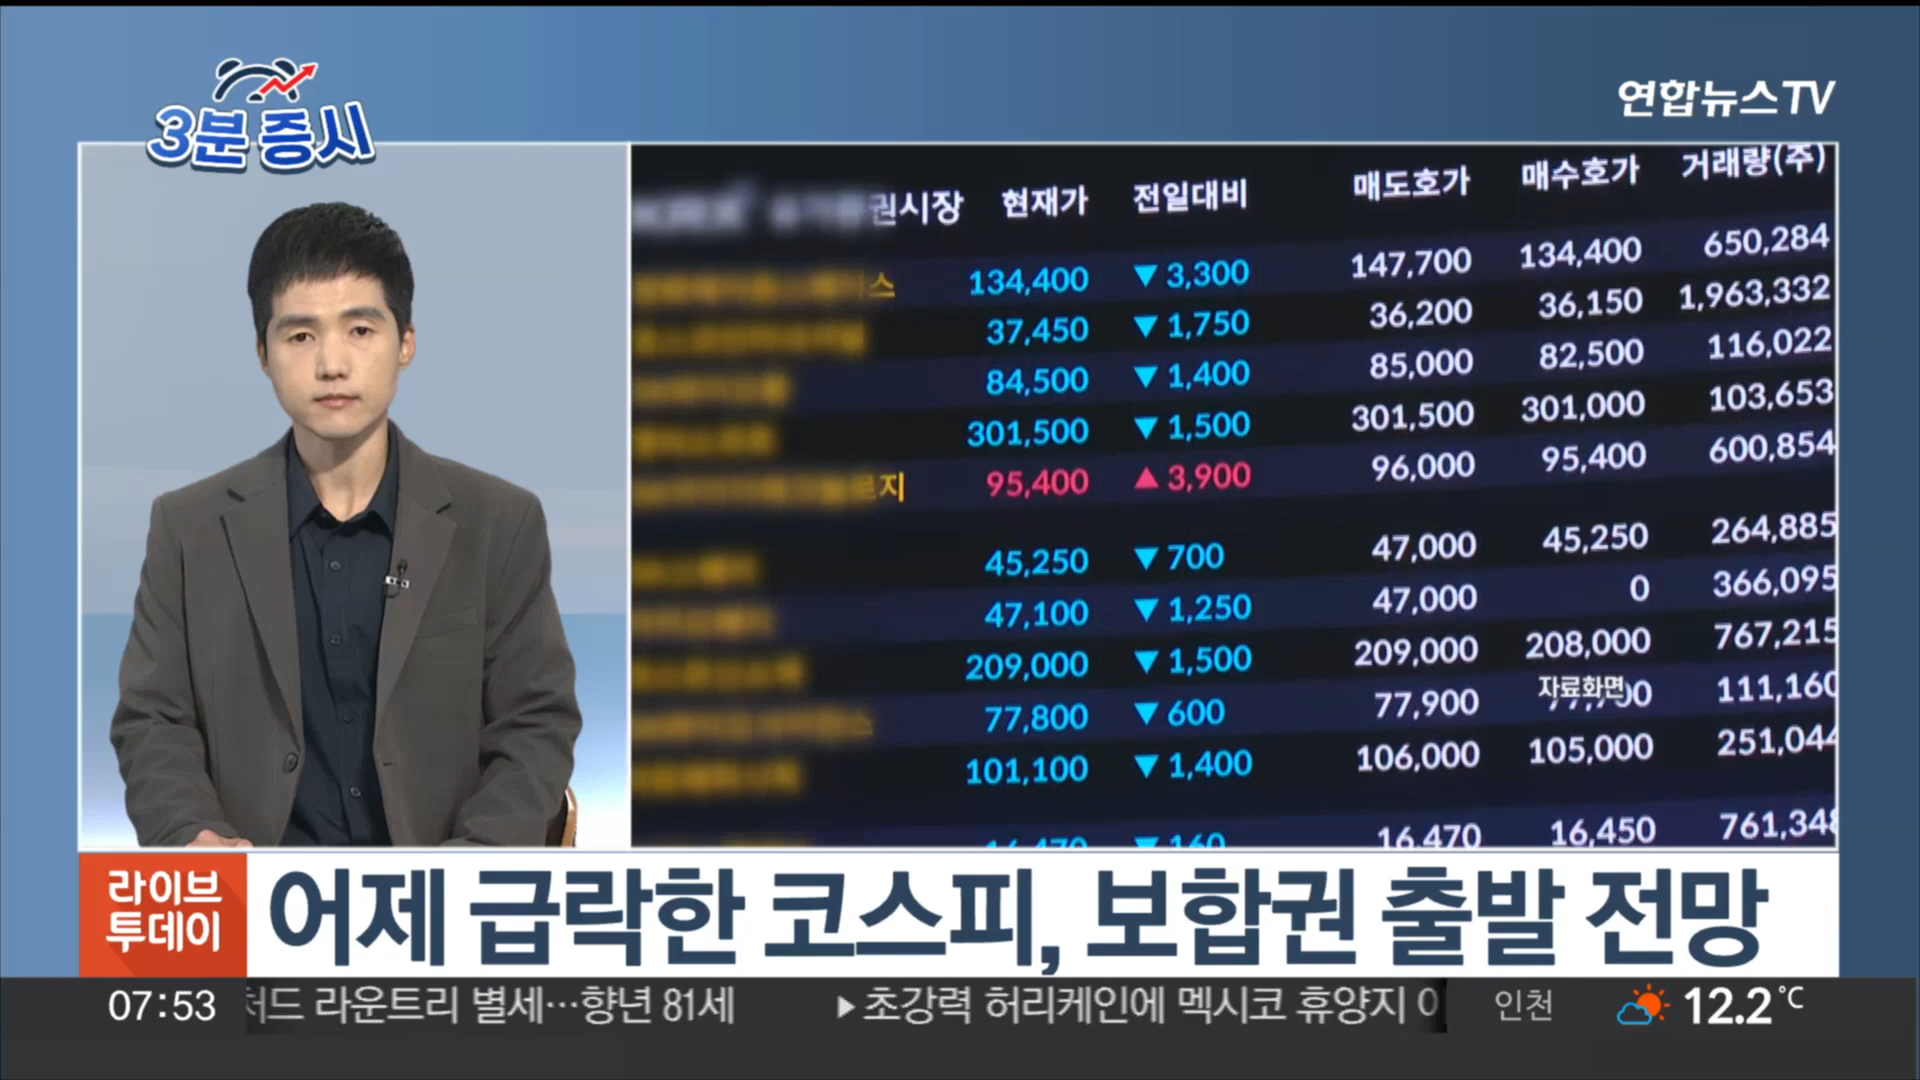 3분 증시
연합뉴스TV
권시장 현재가 전일대비 매도호가 매수호가 거래량(주)
스 134,400 ▼ 3,300 147,700 134,400 650,284
37,450 ▼ 1,750 36,200 36,150 1,963,332
84,500 ▼ 1,400 85,000 82,500 116,022
301,500 ▼ 1,500 301,500 301,000 103,653
지 95,400 ▲ 3,900 96,000 95,400 600,854
45,250 ▼ 700 47,000 45,250 264,885
47,100 ▼ 1,250 47,000 0 366,095
209,000 ▼ 1,500 209,000 208,000 767,215
77,800 ▼ 600 77,900 111,160
자료화면
101,100 ▼ 1,400 106,000 105,000 251,044
▼ 160 16,470 16,450 761,348
라이브
투데이
어제 급락한 코스피, 보합권 출발 전망
07:53 처드 라운트리 별세…향년 81세 ▶초강력 허리케인에 멕시코 휴양지 인천 12.2℃